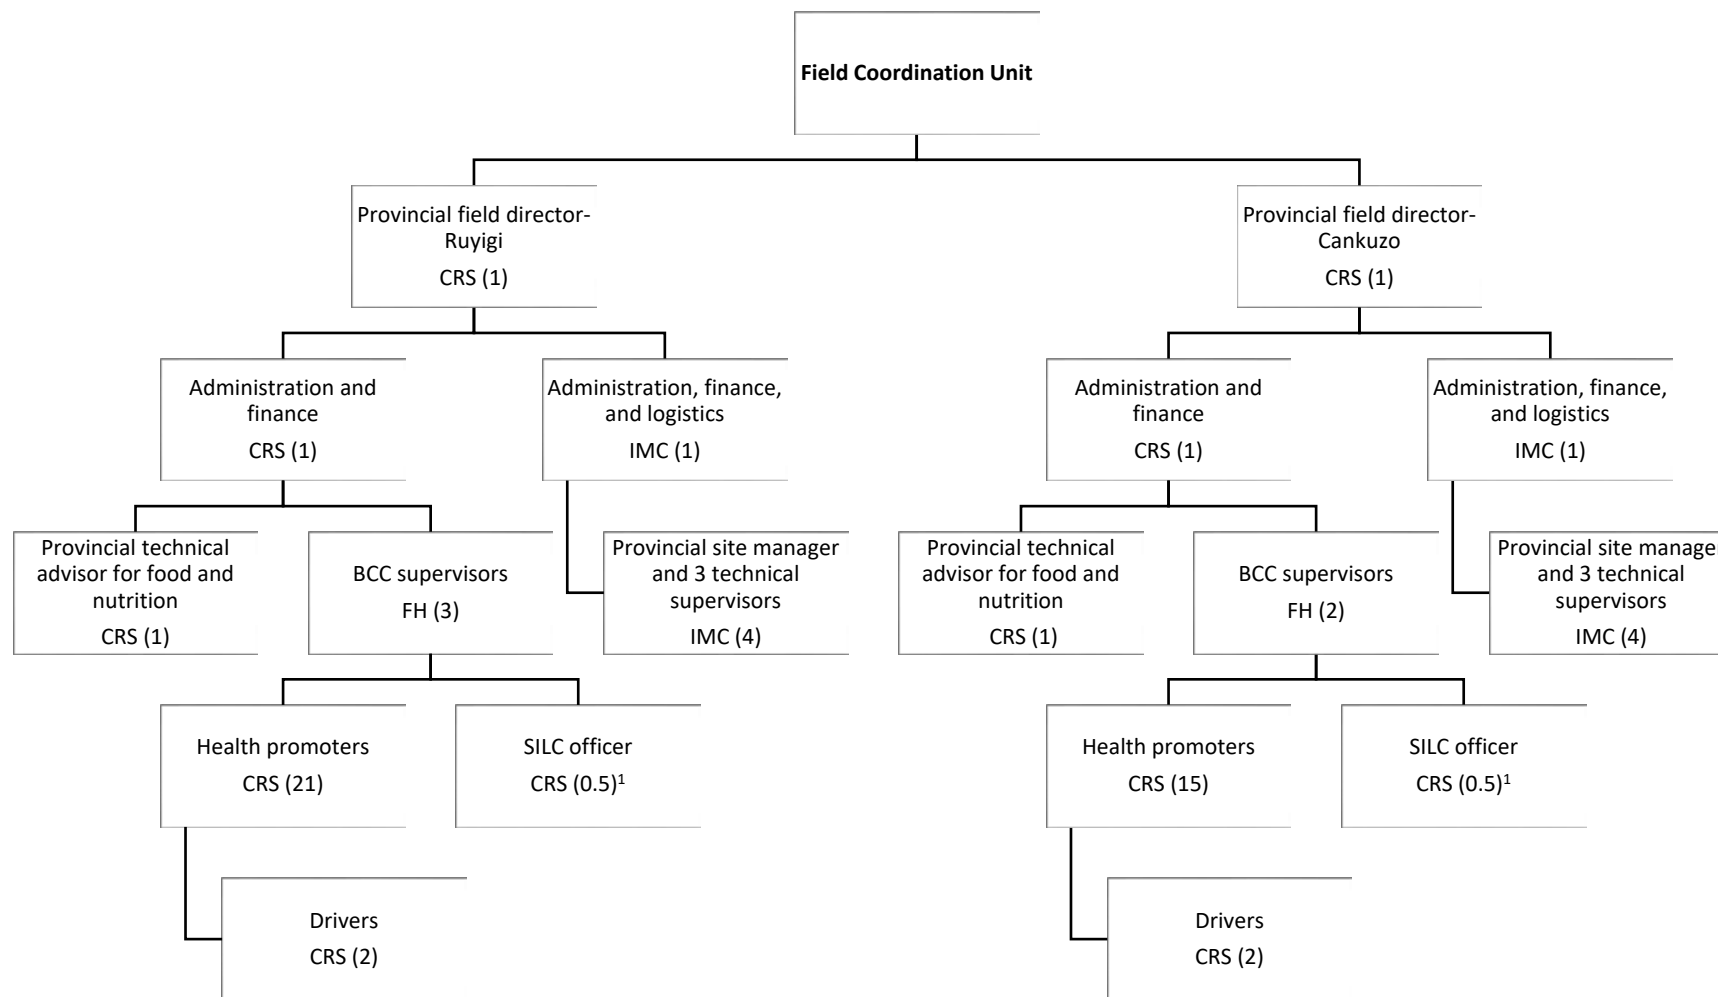 Field Coordination Unit
Provincial field director-
Ruyigi
CRS (1)
Provincial field director-
Cankuzo
CRS (1)
Administration and
finance
CRS (1)
Administration, finance,
and logistics
IMC (1)
Administration and
finance
CRS (1)
Administration, finance,
and logistics
IMC (1)
Provincial technical
advisor for food and
nutrition
CRS (1)
BCC supervisors
FH (3)
Provincial site manager
and 3 technical
supervisors
IMC (4)
Provincial technical
advisor for food and
nutrition
CRS (1)
BCC supervisors
FH (2)
Provincial site manager
and 3 technical
supervisors
IMC (4)
Health promoters
CRS (21)
SILC officer
CRS (0.5)¹
Health promoters
CRS (15)
SILC officer
CRS (0.5)¹
Drivers
CRS (2)
Drivers
CRS (2)